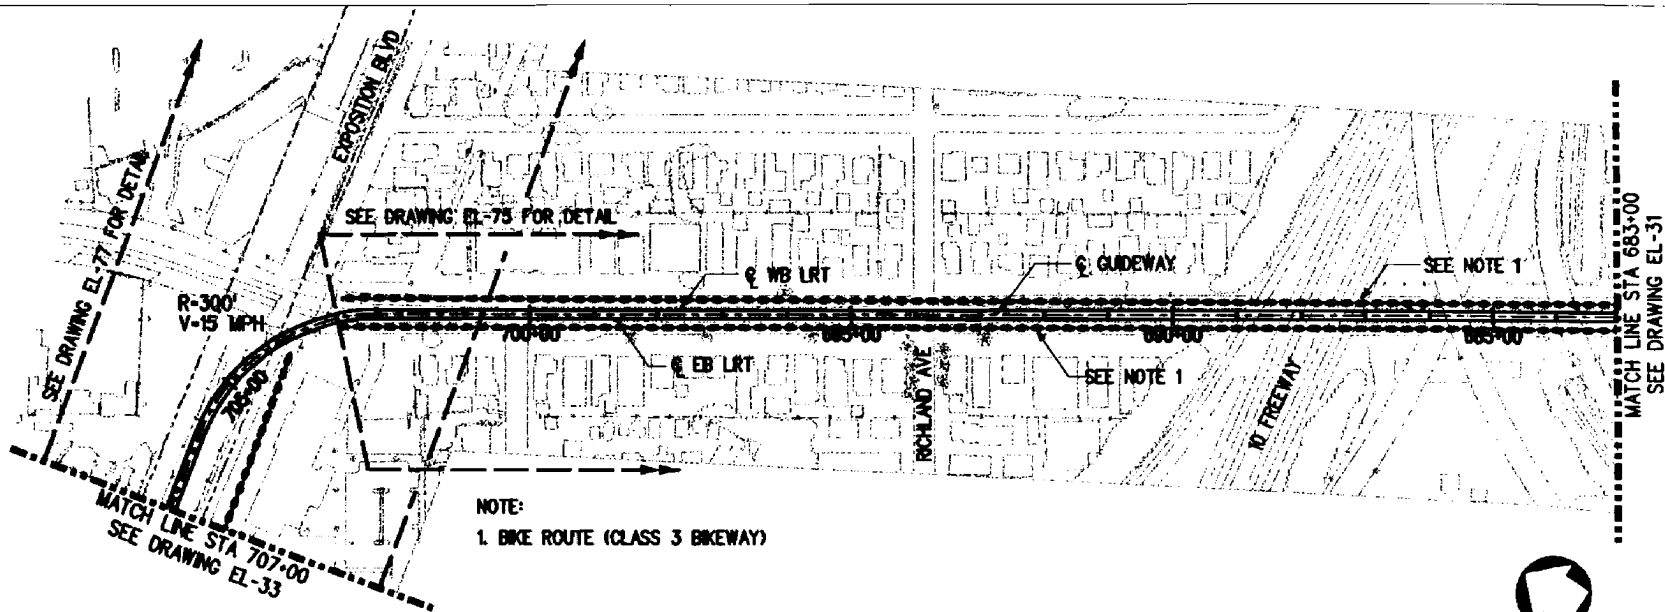 EXPOSITION BLVD
SEE DRAWING EL-77 FOR DETAIL
SEE DRAWING EL-75 FOR DETAIL
℄ WB LRT
℄ GUIDEWAY
SEE NOTE 1
R=300'
V=15 MPH
700+00
695+00
690+00
685+00
℄ EB LRT
SEE NOTE 1
705+00
RICHLAND AVE
10 FREEWAY
MATCH LINE STA 683+00
SEE DRAWING EL-31
MATCH LINE STA 707+00
SEE DRAWING EL-33
NOTE:
1. BIKE ROUTE (CLASS 3 BIKEWAY)